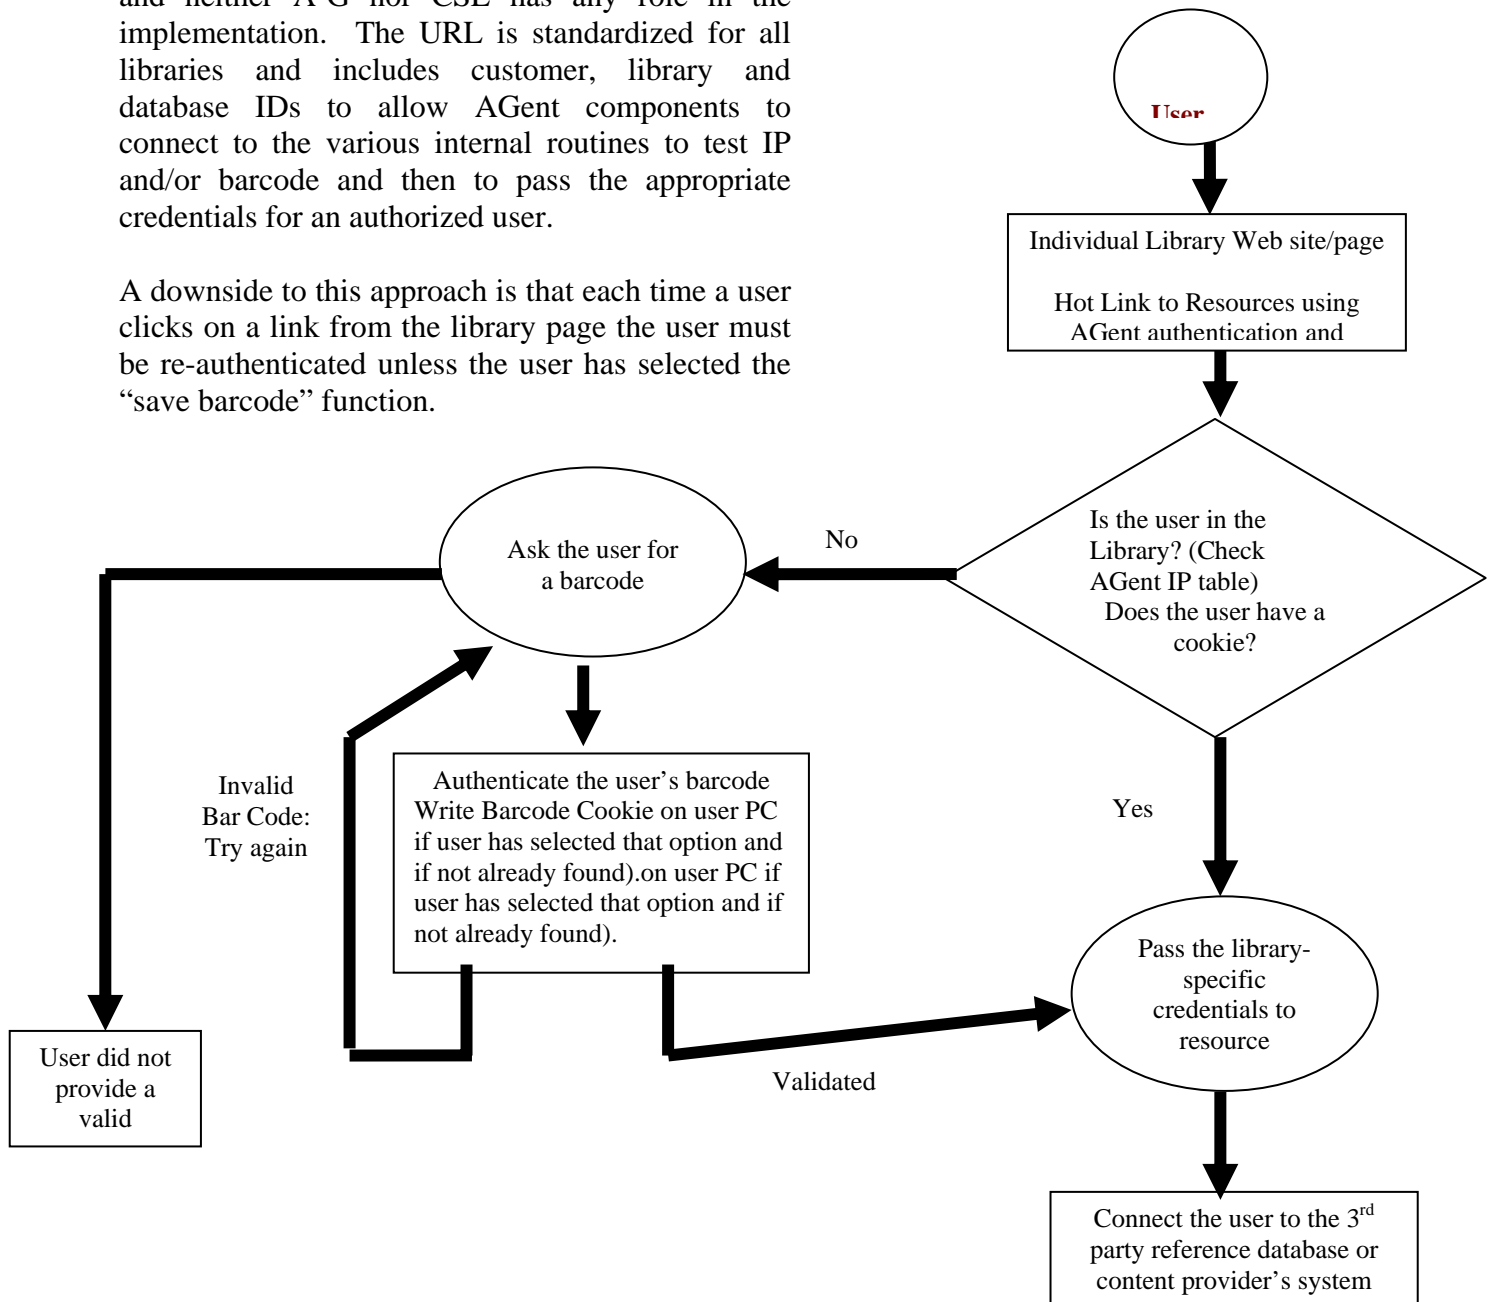 and neither A-G nor CSL has any role in the
implementation. The URL is standardized for all
libraries and includes customer, library and
database IDs to allow AGent components to
connect to the various internal routines to test IP
and/or barcode and then to pass the appropriate
credentials for an authorized user.
A downside to this approach is that each time a user
clicks on a link from the library page the user must
be re-authenticated unless the user has selected the
“save barcode” function.
User
Individual Library Web site/page
Hot Link to Resources using
AGent authentication and
Is the user in the
Library? (Check
AGent IP table)
Does the user have a
cookie?
No
Ask the user for
a barcode
Yes
Invalid
Bar Code:
Try again
Authenticate the user’s barcode
Write Barcode Cookie on user PC
if user has selected that option and
if not already found).on user PC if
user has selected that option and if
not already found).
Pass the library-
specific
credentials to
resource
Validated
User did not
provide a
valid
Connect the user to the 3rd
party reference database or
content provider’s system